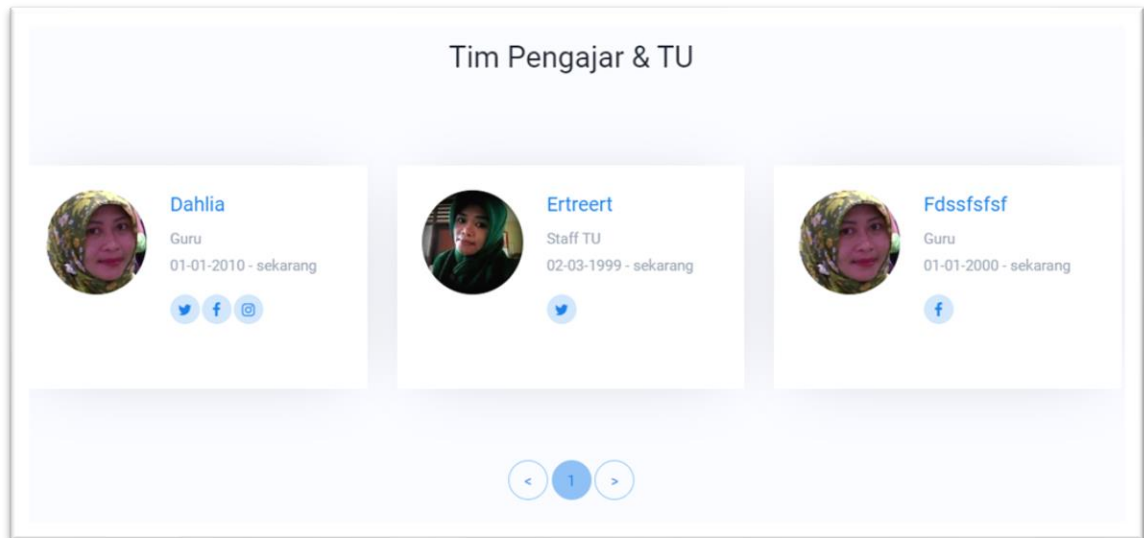 Tim Pengajar & TU
Dahlia
Guru
01-01-2010 - sekarang
Ertreert
Staff TU
02-03-1999 - sekarang
Fdssfsfsf
Guru
01-01-2000 - sekarang
< 1 >